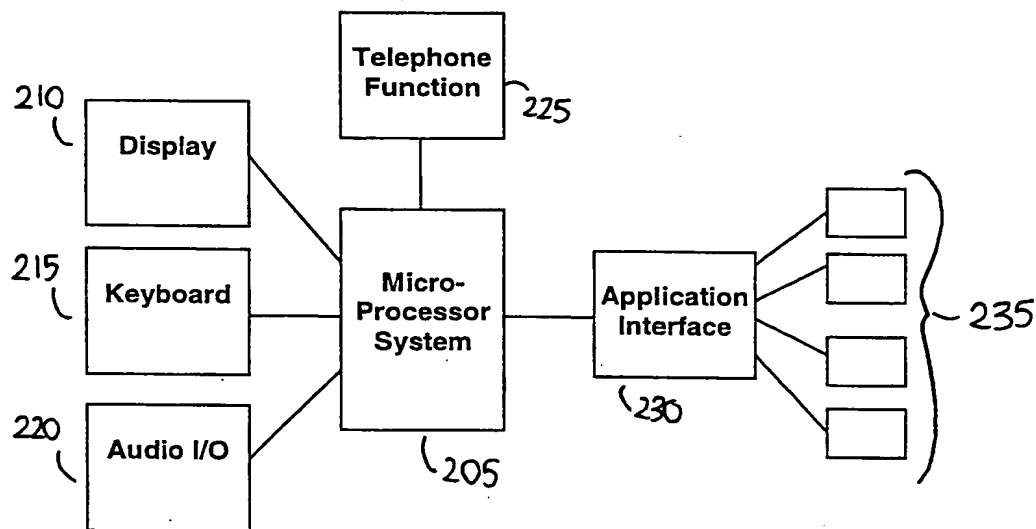 Telephone
Function
225
210
Display
215
Keyboard
Micro-
Processor
System
Application
Interface
235
230
220
Audio I/O
205